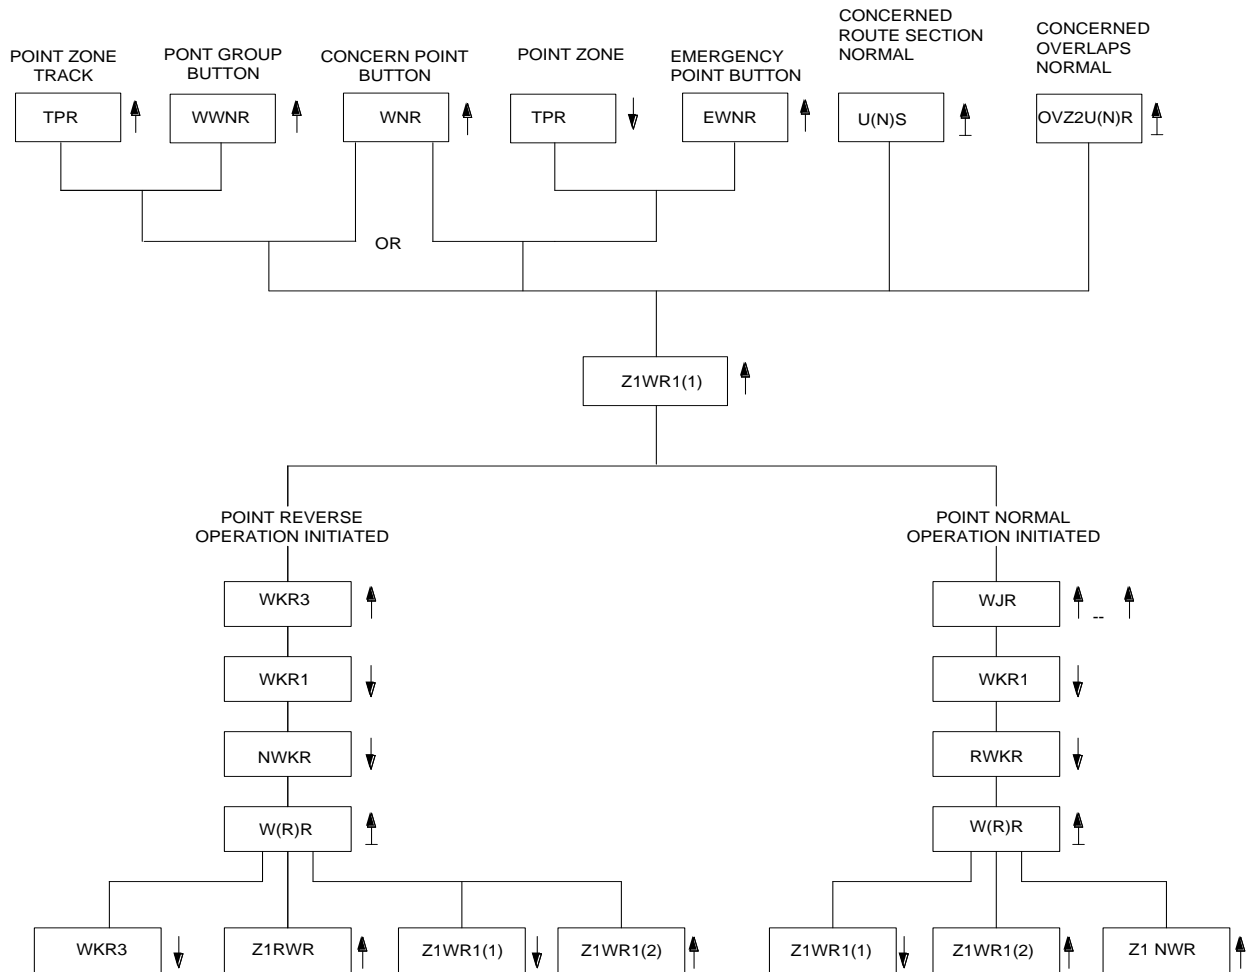 POINT ZONE
TRACK
PONT GROUP
BUTTON
CONCERN POINT
BUTTON
POINT ZONE
EMERGENCY
POINT BUTTON
CONCERNED
ROUTE SECTION
NORMAL
CONCERNED
OVERLAPS
NORMAL
TPR
WWNR
WNR
TPR
EWNR
U(N)S
OVZ2U(N)R
OR
Z1WR1(1)
POINT REVERSE
OPERATION INITIATED
POINT NORMAL
OPERATION INITIATED
WKR3
WJR
--
WKR1
WKR1
NWKR
RWKR
W(R)R
W(R)R
WKR3
Z1RWR
Z1WR1(1)
Z1WR1(2)
Z1WR1(1)
Z1WR1(2)
Z1 NWR